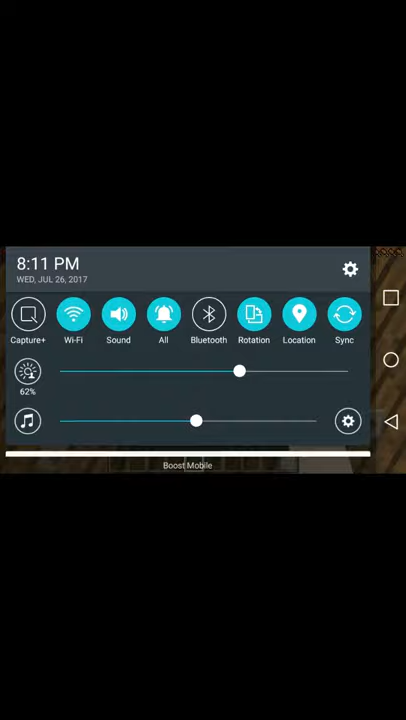 8:11 PM
WED, JUL 26, 2017
Capture+ Wi-Fi Sound All Bluetooth Rotation Location Sync
62%
Boost Mobile